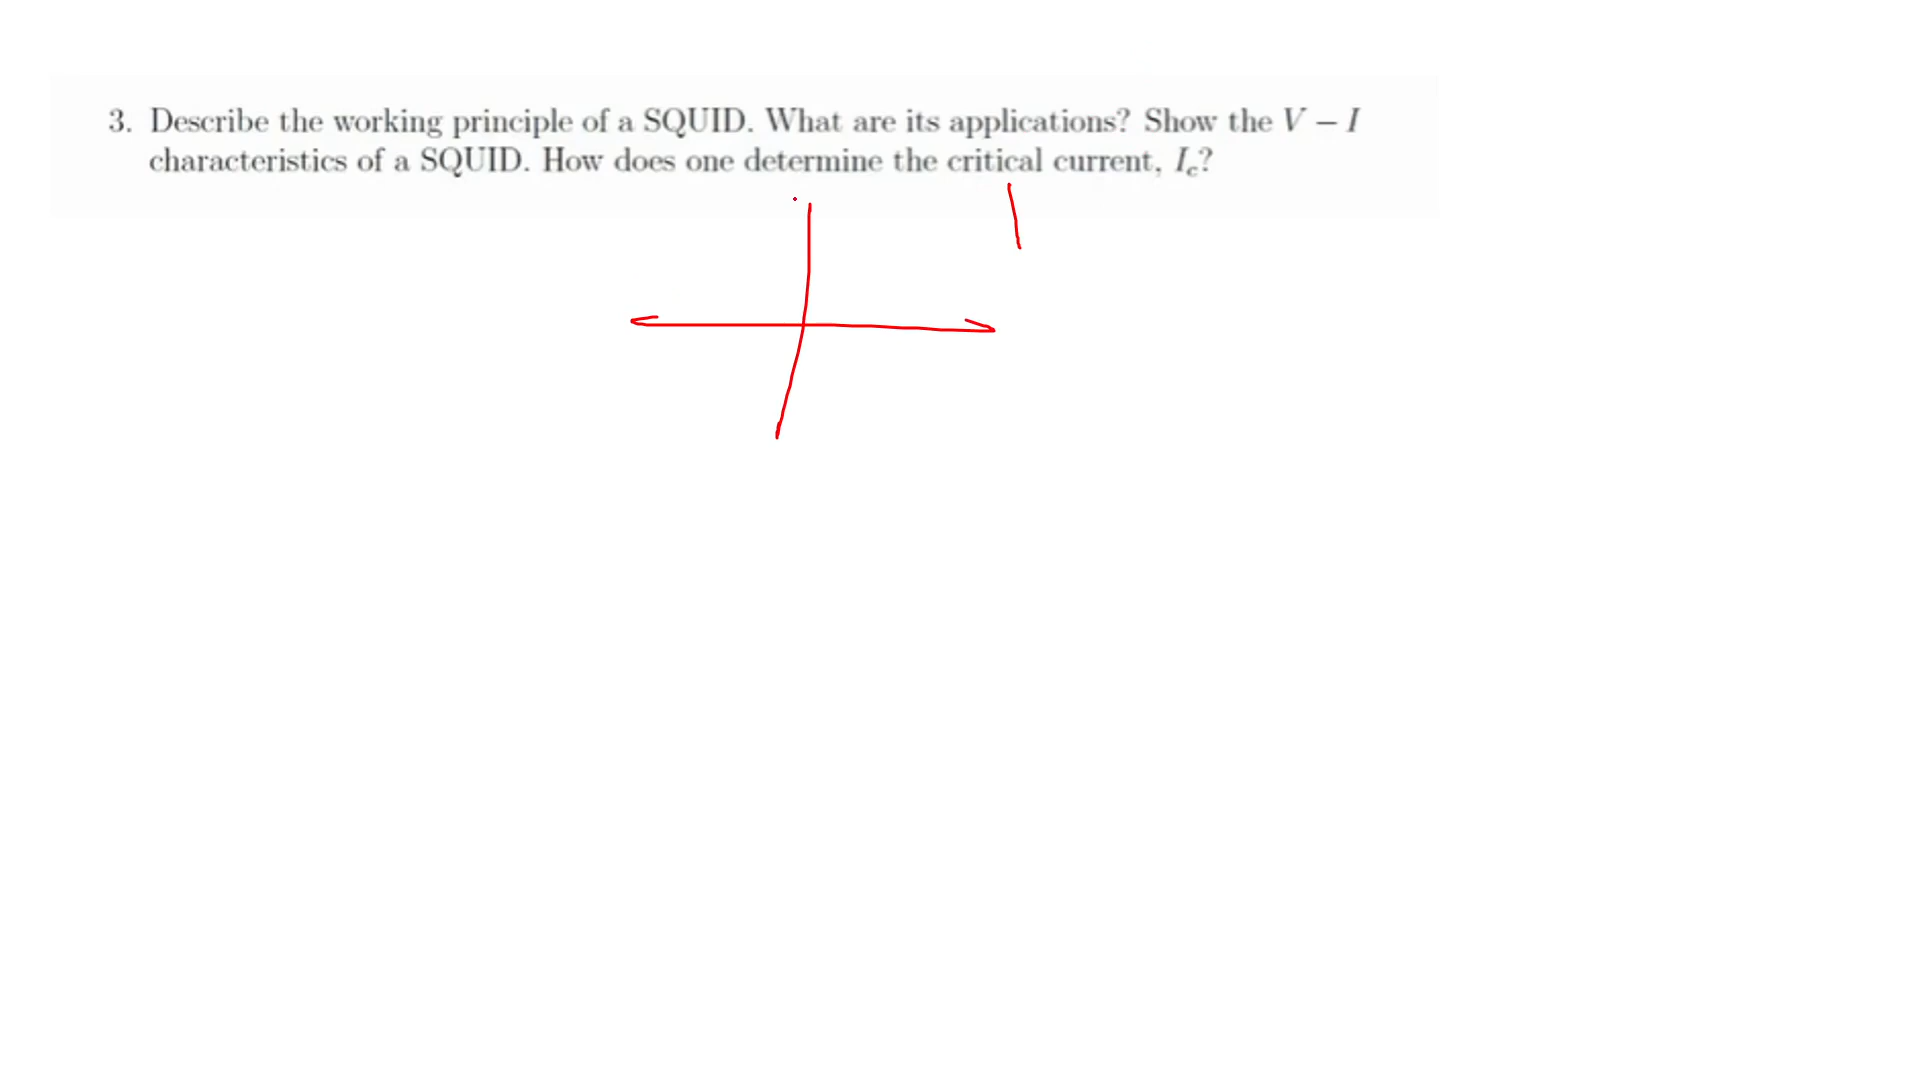 3. Describe the working principle of a SQUID. What are its applications? Show the V − I
characteristics of a SQUID. How does one determine the critical current, I_c?